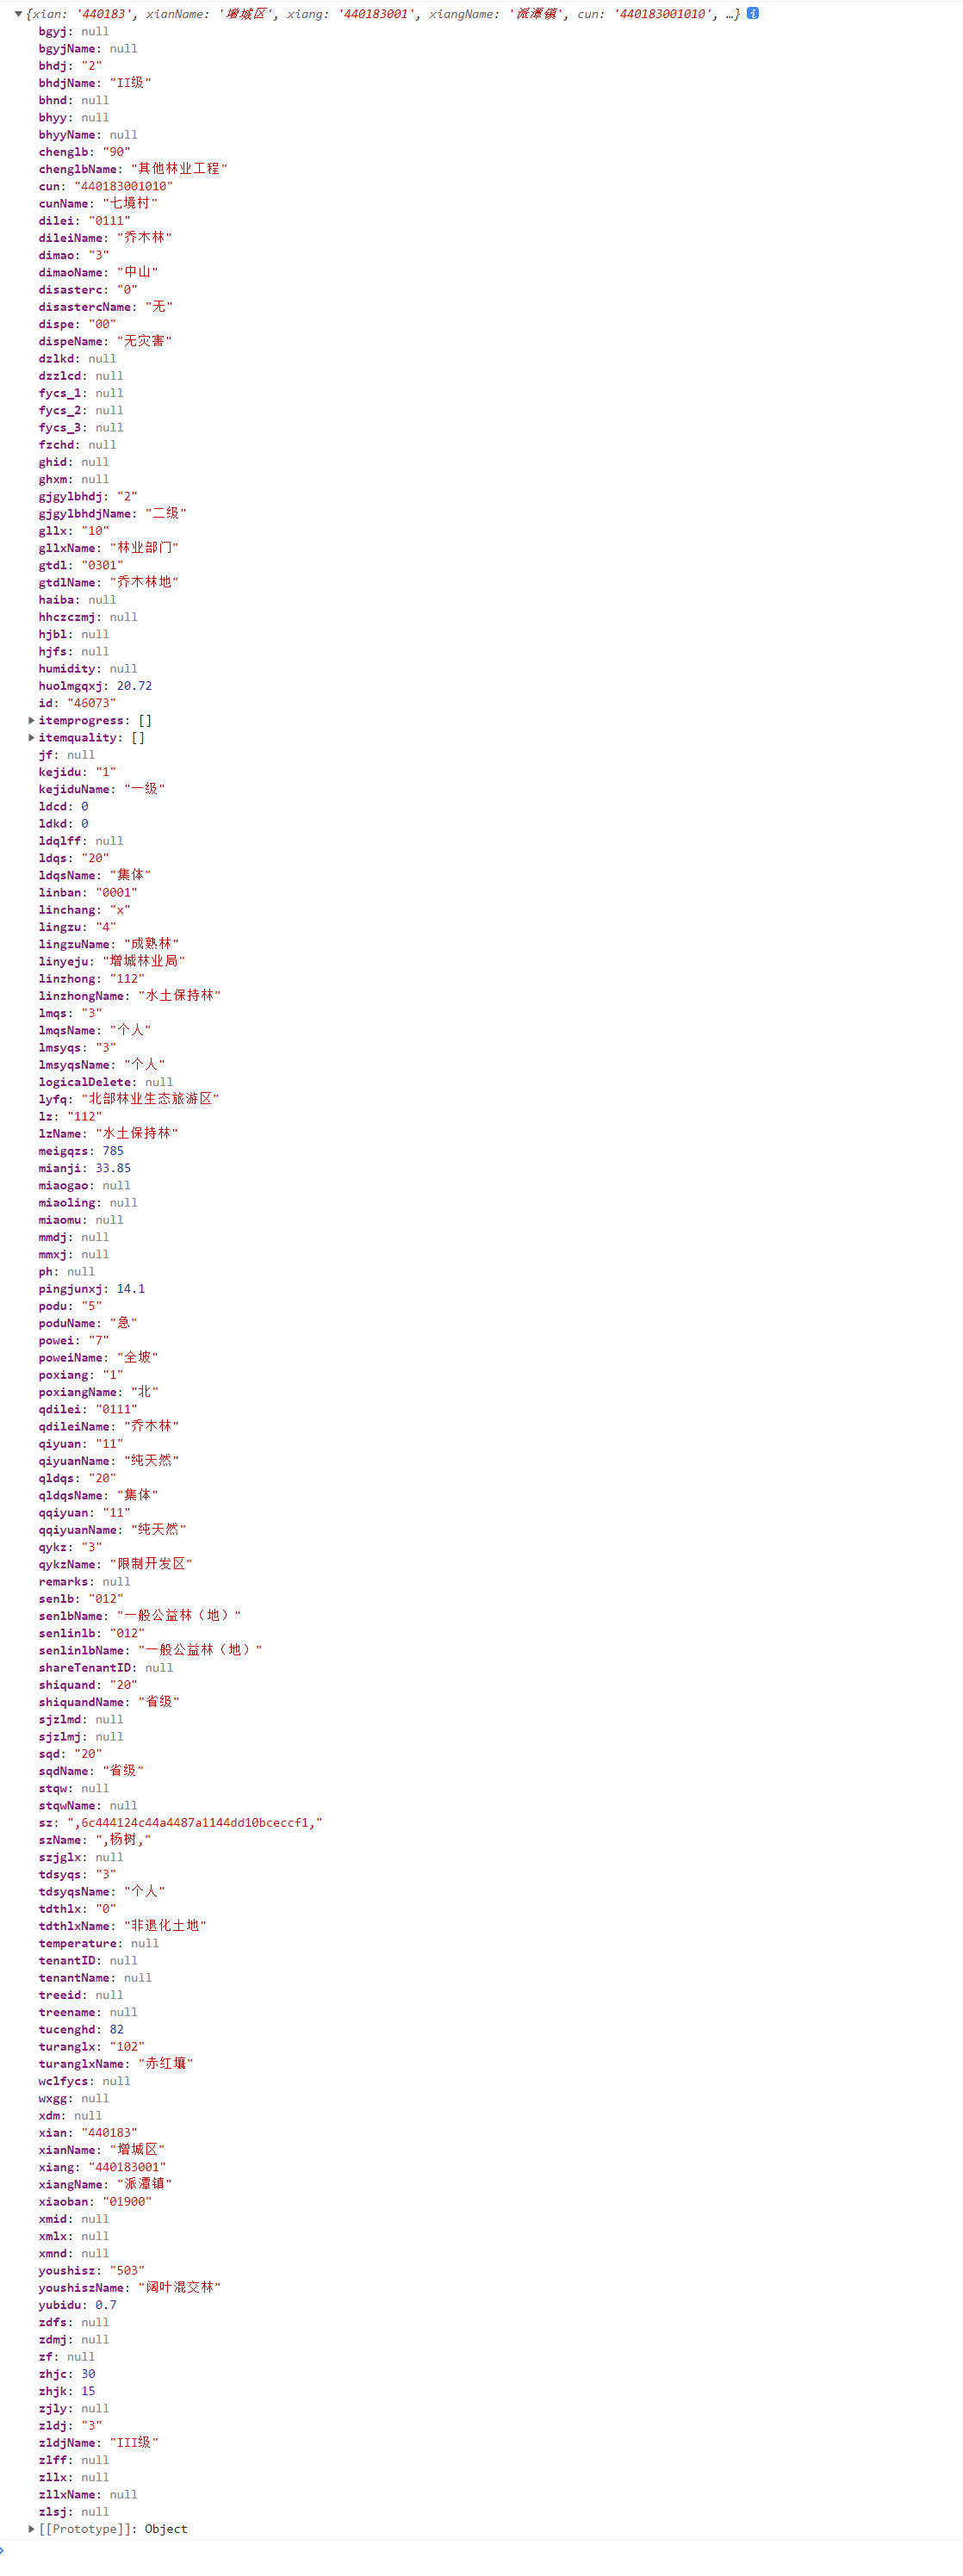 {xian: '440183', xianName: '增城区', xiang: '440183001', xiangName: '派潭镇', cun: '440183001010', …}
bgyj: null
bgyjName: null
bhdj: "2"
bhdjName: "II级"
bhnd: null
bhyy: null
bhyyName: null
chenglb: "90"
chenglbName: "其他林业工程"
cun: "440183001010"
cunName: "七境村"
dilei: "0111"
dileiName: "乔木林"
dimao: "3"
dimaoName: "中山"
disasterc: "0"
disastercName: "无"
dispe: "00"
dispeName: "无灾害"
dzlkd: null
dzzlcd: null
fycs_1: null
fycs_2: null
fycs_3: null
fzchd: null
ghid: null
ghxm: null
gjgylbhdj: "2"
gjgylbhdjName: "二级"
gllx: "10"
gllxName: "林业部门"
gtdl: "0301"
gtdlName: "乔木林地"
haiba: null
hhczczmj: null
hjbl: null
hjfs: null
humidity: null
huolmgqxj: 20.72
id: "46073"
itemprogress: []
itemquality: []
jf: null
kejidu: "1"
kejiduName: "一级"
ldcd: 0
ldkd: 0
ldqlff: null
ldqs: "20"
ldqsName: "集体"
linban: "0001"
linchang: "x"
lingzu: "4"
lingzuName: "成熟林"
linyeju: "增城林业局"
linzhong: "112"
linzhongName: "水土保持林"
lmqs: "3"
lmqsName: "个人"
lmsyqs: "3"
lmsyqsName: "个人"
logicalDelete: null
lyfq: "北部林业生态旅游区"
lz: "112"
lzName: "水土保持林"
meigqzs: 785
mianji: 33.85
miaogao: null
miaoling: null
miaomu: null
mmdj: null
mmxj: null
ph: null
pingjunxj: 14.1
podu: "5"
poduName: "急"
powei: "7"
poweiName: "全坡"
poxiang: "1"
poxiangName: "北"
qdilei: "0111"
qdileiName: "乔木林"
qiyuan: "11"
qiyuanName: "纯天然"
qldqs: "20"
qldqsName: "集体"
qqiyuan: "11"
qqiyuanName: "纯天然"
qykz: "3"
qykzName: "限制开发区"
remarks: null
senlb: "012"
senlbName: "一般公益林（地）"
senlinlb: "012"
senlinlbName: "一般公益林（地）"
shareTenantID: null
shiquand: "20"
shiquandName: "省级"
sjzlmd: null
sjzlmj: null
sqd: "20"
sqdName: "省级"
stqw: null
stqwName: null
sz: ",6c444124c44a4487a1144dd10bceccf1,"
szName: ",杨树,"
szjglx: null
tdsyqs: "3"
tdsyqsName: "个人"
tdthlx: "0"
tdthlxName: "非退化土地"
temperature: null
tenantID: null
tenantName: null
treeid: null
treename: null
tucenghd: 82
turanglx: "102"
turanglxName: "赤红壤"
wclfycs: null
wxgg: null
xdm: null
xian: "440183"
xianName: "增城区"
xiang: "440183001"
xiangName: "派潭镇"
xiaoban: "01900"
xmid: null
xmlx: null
xmnd: null
youshisz: "503"
youshiszName: "阔叶混交林"
yubidu: 0.7
zdfs: null
zdmj: null
zf: null
zhjc: 30
zhjk: 15
zjly: null
zldj: "3"
zldjName: "III级"
zlff: null
zllx: null
zllxName: null
zlsj: null
[[Prototype]]: Object